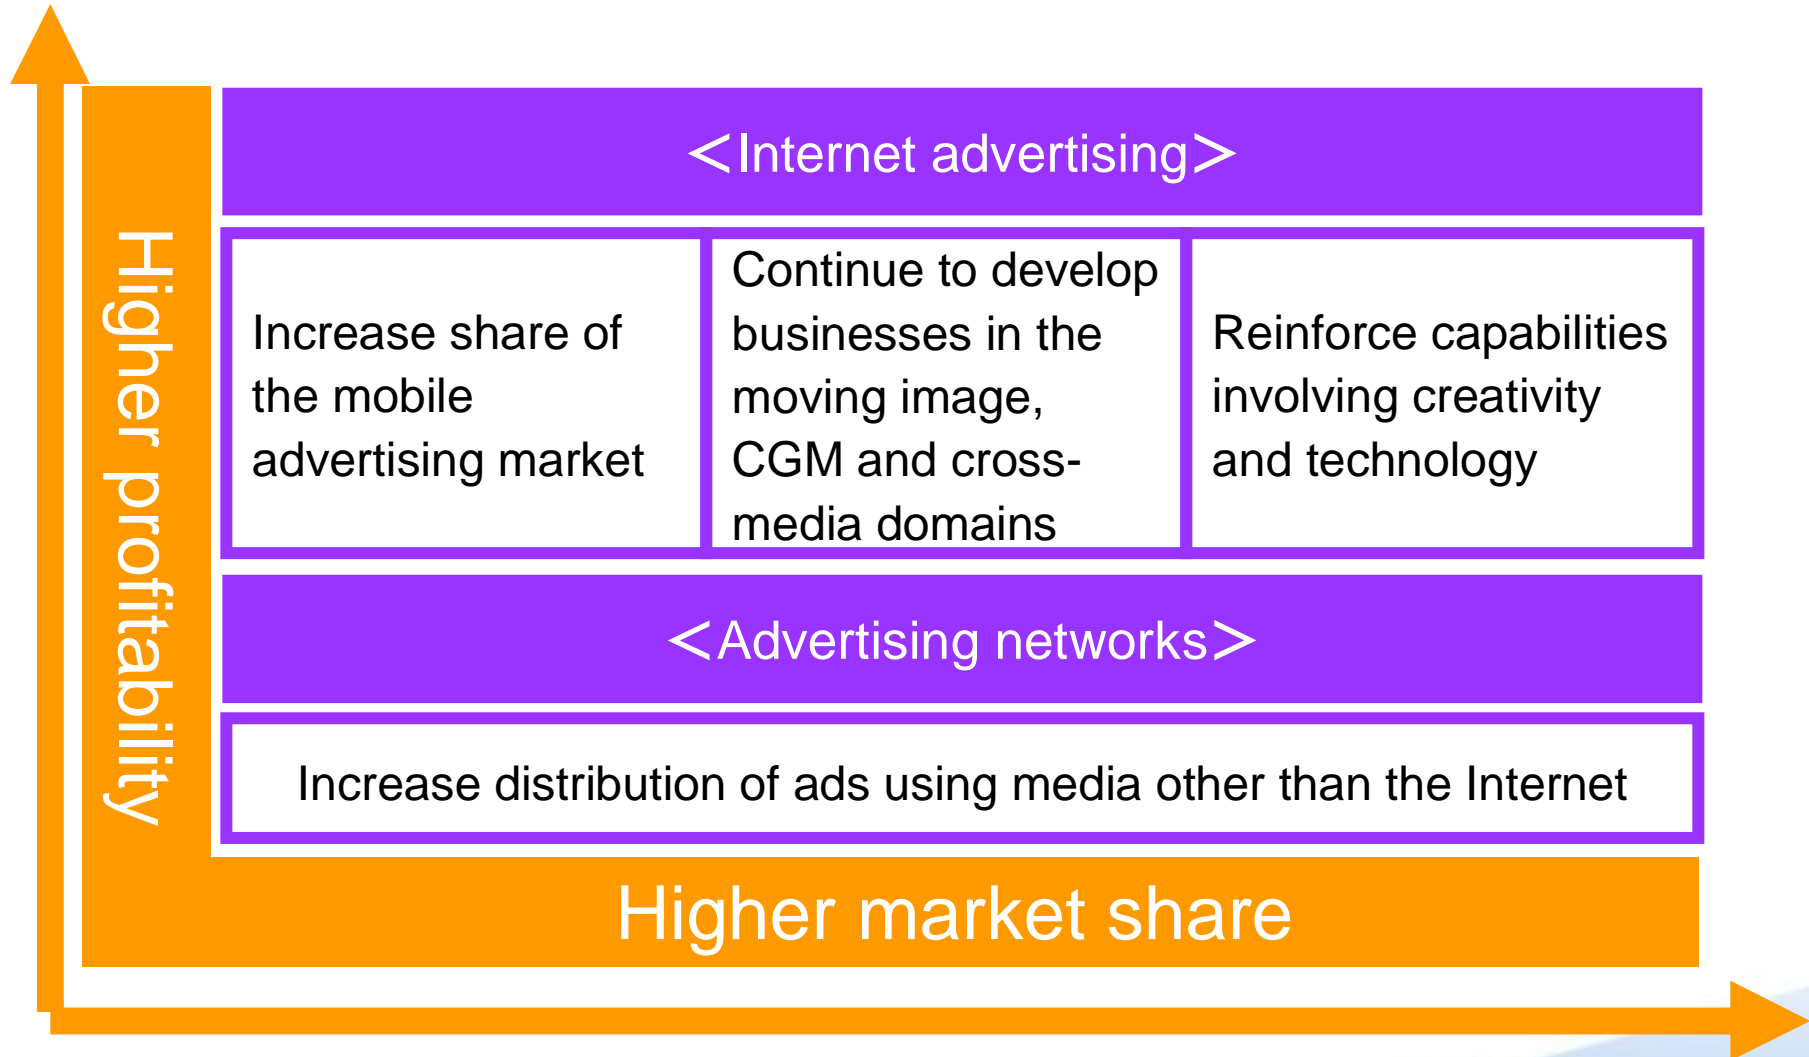 <Internet advertising>
Higher profitability
Increase share of
the mobile
advertising market
Continue to develop
businesses in the
moving image,
CGM and cross-
media domains
Reinforce capabilities
involving creativity
and technology
<Advertising networks>
Increase distribution of ads using media other than the Internet
Higher market share